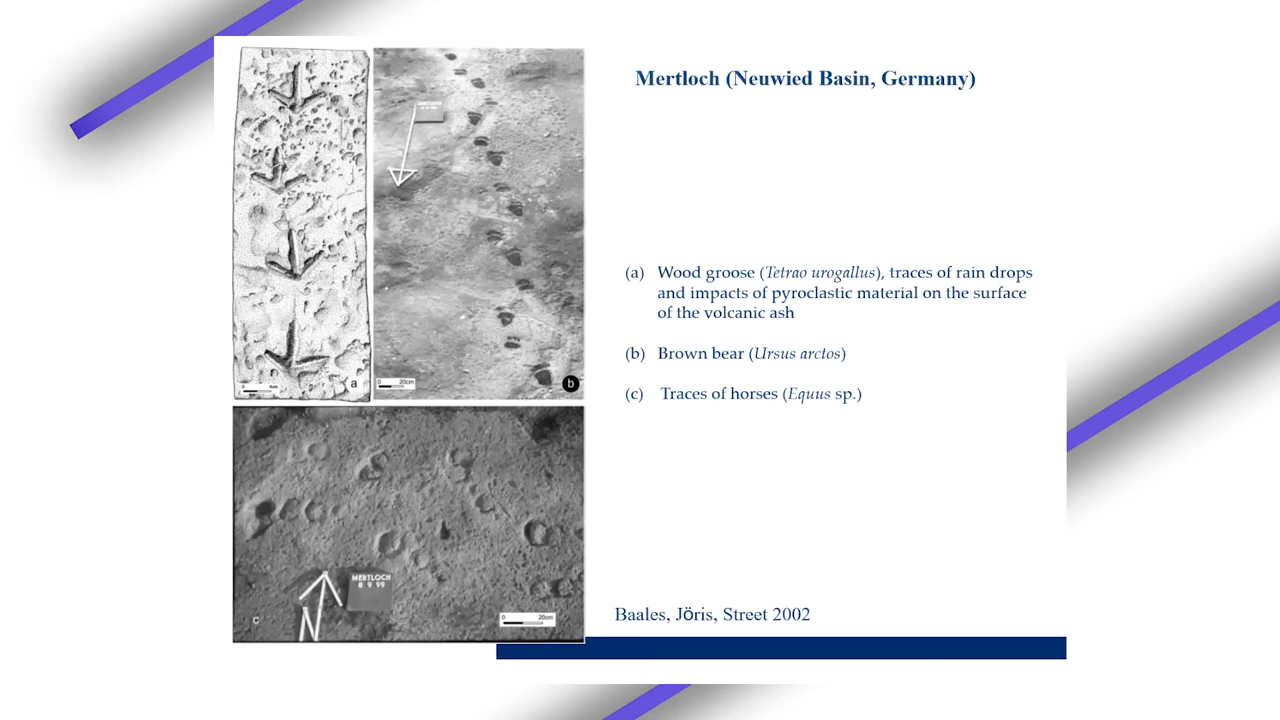 Mertloch (Neuwied Basin, Germany)
(a) Wood groose (Tetrao urogallus), traces of rain drops
and impacts of pyroclastic material on the surface
of the volcanic ash
(b) Brown bear (Ursus arctos)
(c) Traces of horses (Equus sp.)
a
0 20cm
b
MERTLOCH
8 9 99
N
c
0 20cm
Baales, Jöris, Street 2002